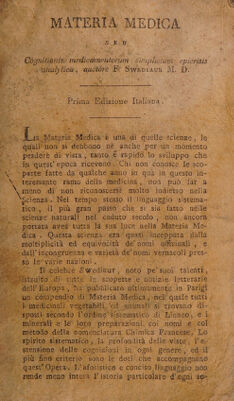 MATERIA MEDICA
SEU
Cognitionis medicamentorum simplicium epicrisis
analytica, auctore F. SWEDIAUR M. D.
Prima Edizione Italiana.
La Materia Medica è una di quelle scienze, le
quali non si debbono nè anche per un momento
perdere di vista, tanto è rapido lo sviluppo che
in quest'epoca ricevono. Chi non conosce le sco-
perte fatte da qualche anno in quà in questo in-
teressante ramo della medicina, non può far a
meno di non riconoscersi molto indietro nella
scienza. Nel tempo stesso il linguaggio sistema-
tico, il più gran passo che si sia fatto nelle
scienze naturali nel caduto secolo, non ancora
portata avea tutta la sua luce nella Materia Me-
dica. Questa scienza era quasi inceppata dalla
moltiplicità ed equivocità de' nomi officinali, e
dall'incongruenza e varietà de' nomi vernacoli presso
le varie nazioni.
Il celebre Swediaur, noto pe' suoi talenti,
istruito di tutte le scoperte e notizie letterarie
dell'Europa, ha pubblicato ultimamente in Parigi
un compendio di Materia Medica, nel quale tutti
i medicinali vegetabili, ed animali si trovano di-
sposti secondo l'ordine sistematico di Linneo, e i
minerali e le loro preparazioni coi nomi e col
metodo della nomenclatura Chimica Francese. Lo
spirito sistematico, la profondità delle viste, l'e-
stensione delle cognizioni in ogni genere, ed il
più fino criterio sono le doti che accompagnano
quest'Opera. L'aforistico e conciso linguaggio non
rende meno intera l'istoria particolare d'ogni so-